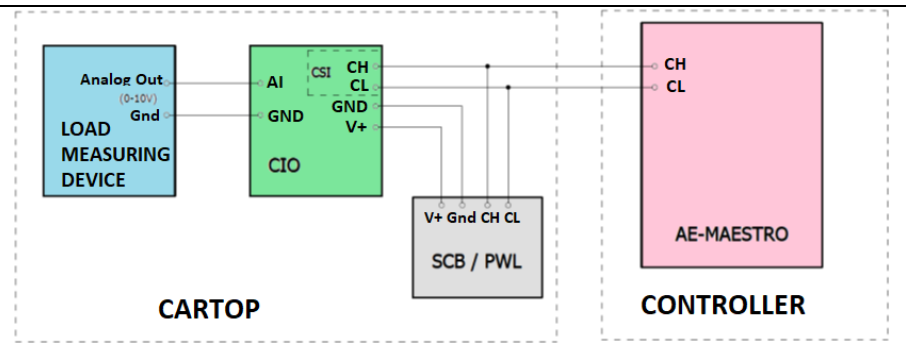 Analog Out
(0-10V)
Gnd
LOAD
MEASURING
DEVICE
AI
GND
CSI
CH
CL
GND
V+
CIO
V+ Gnd CH CL
SCB / PWL
CARTOP
CH
CL
AE-MAESTRO
CONTROLLER